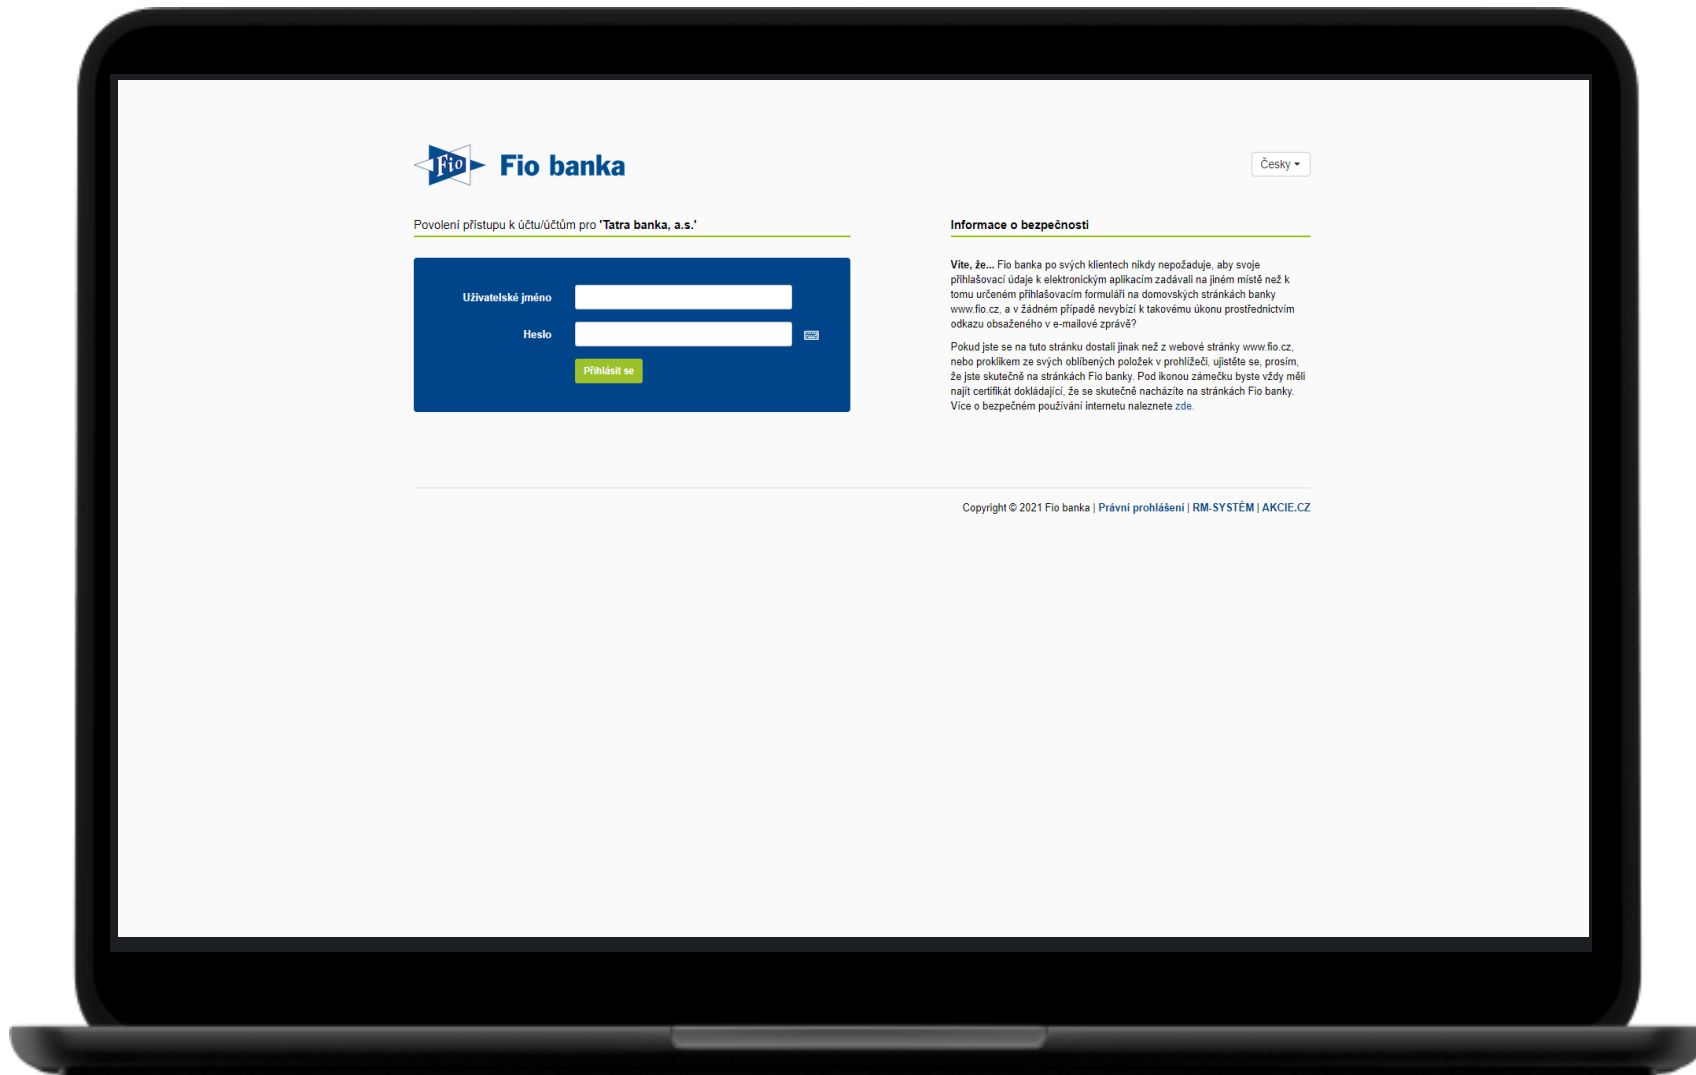 Fio Fio banka
Česky
Povolení přístupu k účtu/účtům pro 'Tatra banka, a.s.'
Uživatelské jméno
Heslo
Přihlásit se
Informace o bezpečnosti
Víte, že... Fio banka po svých klientech nikdy nepožaduje, aby svoje
přihlašovací údaje k elektronickým aplikacím zadávali na jiném místě než k
tomu určeném přihlašovacím formuláři na domovských stránkách banky
www.fio.cz, a v žádném případě nevybízí k takovému úkonu prostřednictvím
odkazu obsaženého v e-mailové zprávě?
Pokud jste se na tuto stránku dostali jinak než z webové stránky www.fio.cz,
nebo proklikem ze svých oblíbených položek v prohlížeči, ujistěte se, prosím,
že jste skutečně na stránkách Fio banky. Pod ikonou zámečku byste vždy měli
najít certifikát dokládající, že se skutečně nacházíte na stránkách Fio banky.
Více o bezpečném používání internetu naleznete zde.
Copyright © 2021 Fio banka | Právní prohlášení | RM-SYSTÉM | AKCIE.CZ